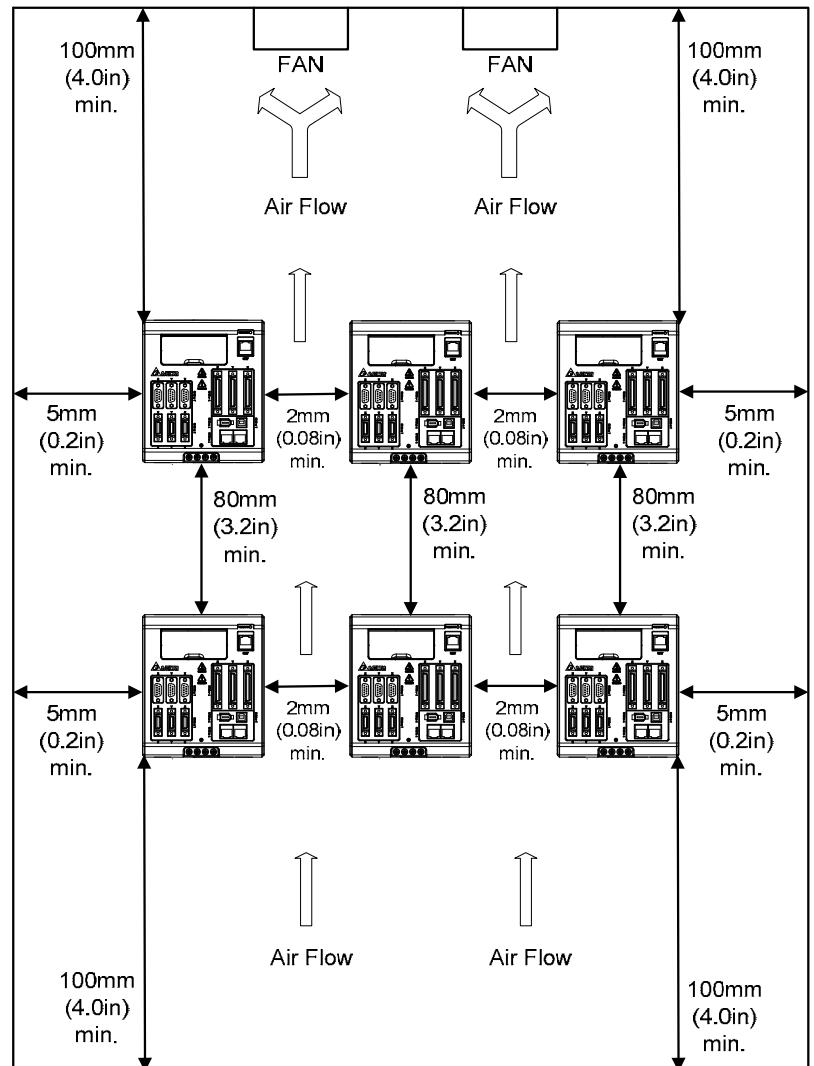 100mm
(4.0in)
min.
FAN
FAN
100mm
(4.0in)
min.
Air Flow
Air Flow
5mm
(0.2in)
min.
2mm
(0.08in)
min.
2mm
(0.08in)
min.
5mm
(0.2in)
min.
80mm
(3.2in)
min.
80mm
(3.2in)
min.
80mm
(3.2in)
min.
5mm
(0.2in)
min.
2mm
(0.08in)
min.
2mm
(0.08in)
min.
5mm
(0.2in)
min.
Air Flow
Air Flow
100mm
(4.0in)
min.
100mm
(4.0in)
min.